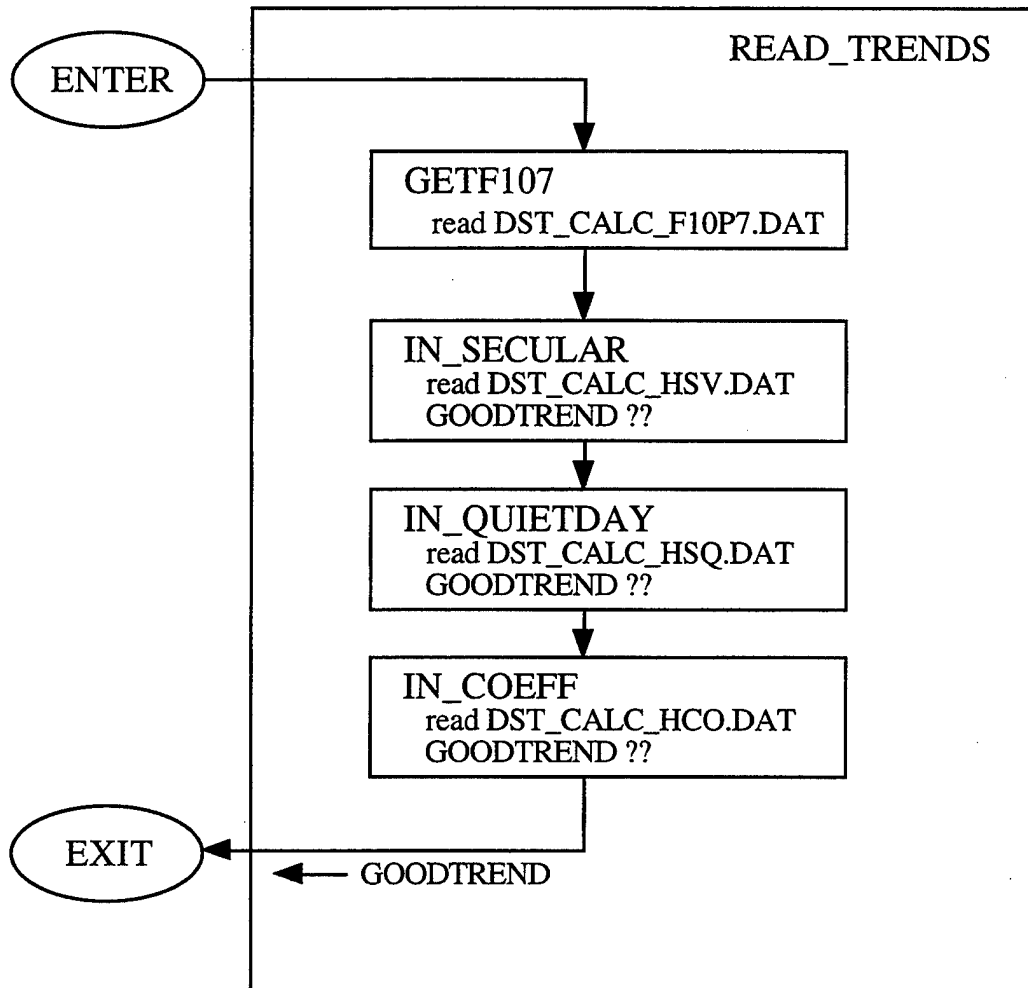 READ_TRENDS
ENTER
GETF107
read DST_CALC_F10P7.DAT
IN_SECULAR
read DST_CALC_HSV.DAT
GOODTREND ??
IN_QUIETDAY
read DST_CALC_HSQ.DAT
GOODTREND ??
IN_COEFF
read DST_CALC_HCO.DAT
GOODTREND ??
EXIT
GOODTREND